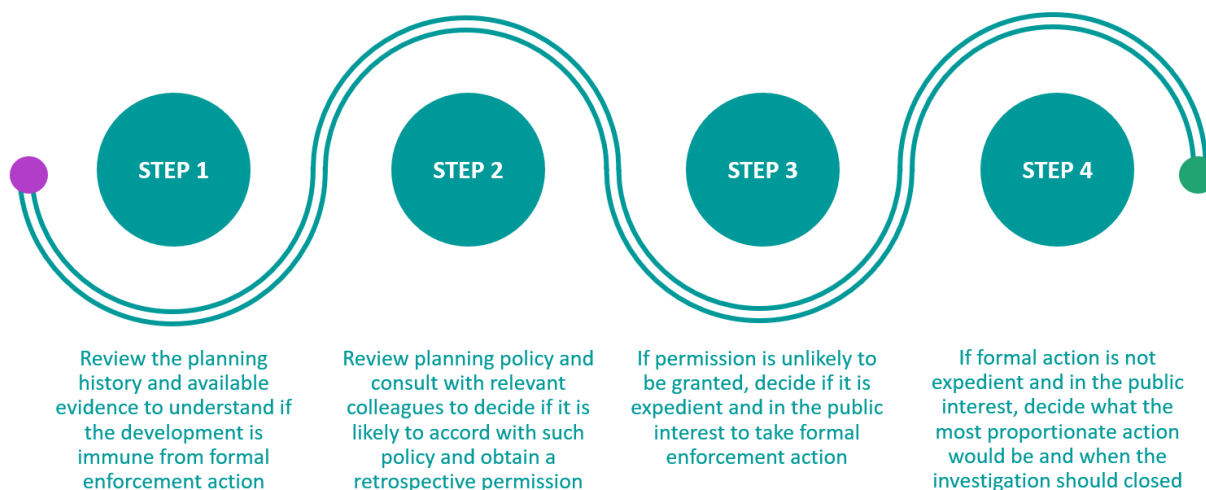 STEP 1
Review the planning
history and available
evidence to understand if
the development is
immune from formal
enforcement action
STEP 2
Review planning policy and
consult with relevant
colleagues to decide if it is
likely to accord with such
policy and obtain a
retrospective permission
STEP 3
If permission is unlikely to
be granted, decide if it is
expedient and in the public
interest to take formal
enforcement action
STEP 4
If formal action is not
expedient and in the public
interest, decide what the
most proportionate action
would be and when the
investigation should closed